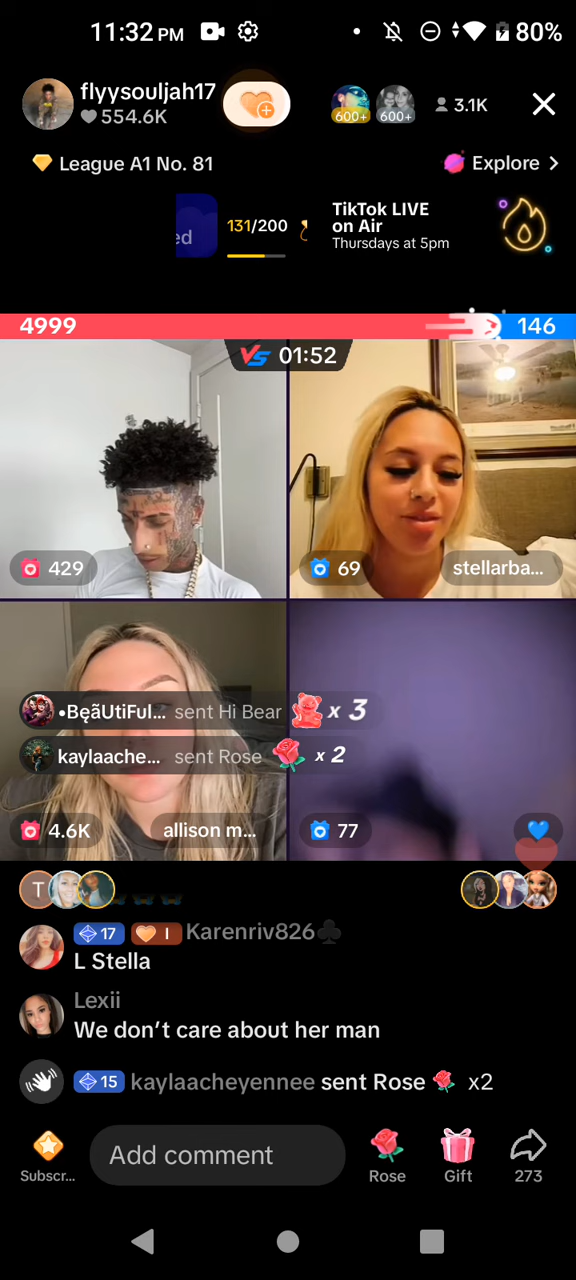 11:32 PM
80%
flyysouljah17
554.6K
600+
600+
3.1K
League A1 No. 81
Explore >
ed
131/200
TikTok LIVE
on Air
Thursdays at 5pm
4999
146
VS 01:52
429
69
stellarba...
•BęãUtiFul... sent Hi Bear x 3
kaylaache... sent Rose x 2
4.6K
allison m...
77
T
17 I Karenriv826♣
L Stella
Lexii
We don’t care about her man
15 kaylaacheyennee sent Rose 🌹 x2
Subscr...
Add comment
Rose
Gift
273